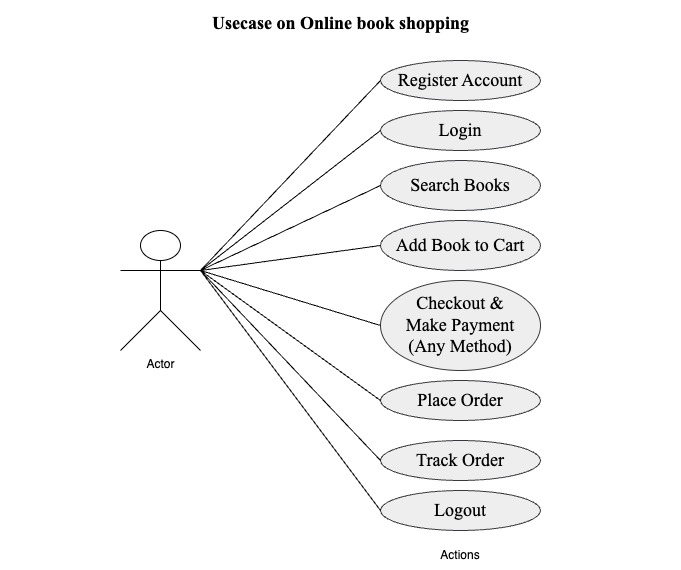 Usecase on Online book shopping
Register Account
Login
Search Books
Add Book to Cart
Checkout &
Make Payment
(Any Method)
Actor
Place Order
Track Order
Logout
Actions